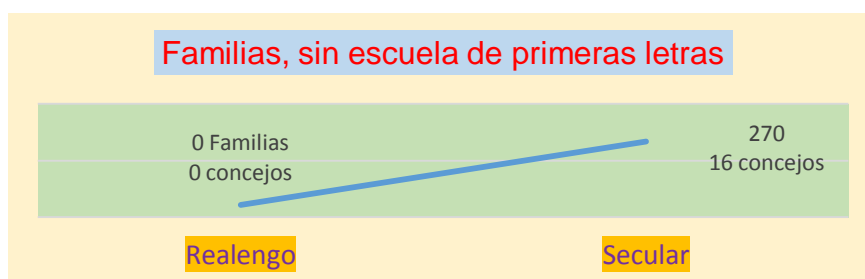 Familias, sin escuela de primeras letras
0 Familias
0 concejos
270
16 concejos
Realengo
Secular